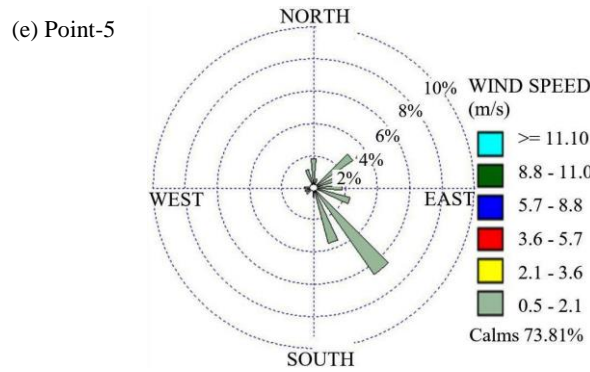 (e) Point-5
NORTH
10%
8%
6%
4%
2%
WEST
EAST
SOUTH
WIND SPEED
(m/s)
>= 11.10
8.8 - 11.0
5.7 - 8.8
3.6 - 5.7
2.1 - 3.6
0.5 - 2.1
Calms 73.81%